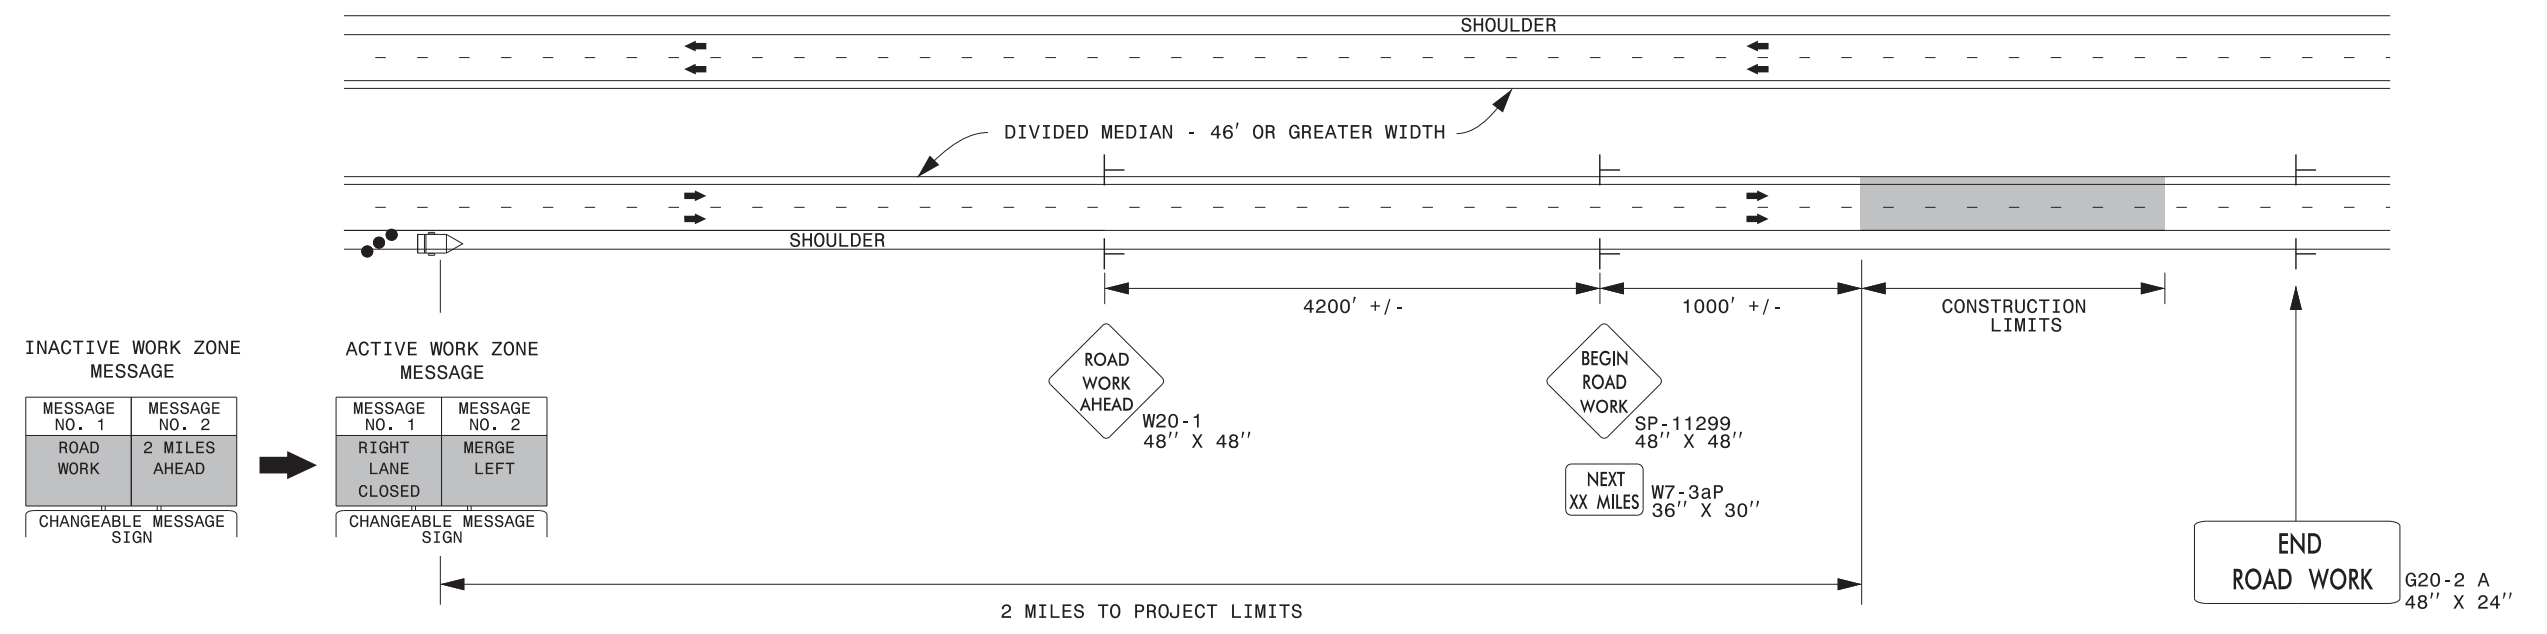 SHOULDER
DIVIDED MEDIAN - 46' OR GREATER WIDTH
SHOULDER
4200' +/-
1000' +/-
CONSTRUCTION
LIMITS
INACTIVE WORK ZONE
MESSAGE
MESSAGE
NO. 1
MESSAGE
NO. 2
ROAD
WORK
2 MILES
AHEAD
CHANGEABLE MESSAGE
SIGN
ACTIVE WORK ZONE
MESSAGE
MESSAGE
NO. 1
MESSAGE
NO. 2
RIGHT
LANE
CLOSED
MERGE
LEFT
CHANGEABLE MESSAGE
SIGN
ROAD
WORK
AHEAD
W20-1
48'' X 48''
BEGIN
ROAD
WORK
SP-11299
48'' X 48''
NEXT
XX MILES
W7-3aP
36'' X 30''
END
ROAD WORK
G20-2 A
48'' X 24''
2 MILES TO PROJECT LIMITS